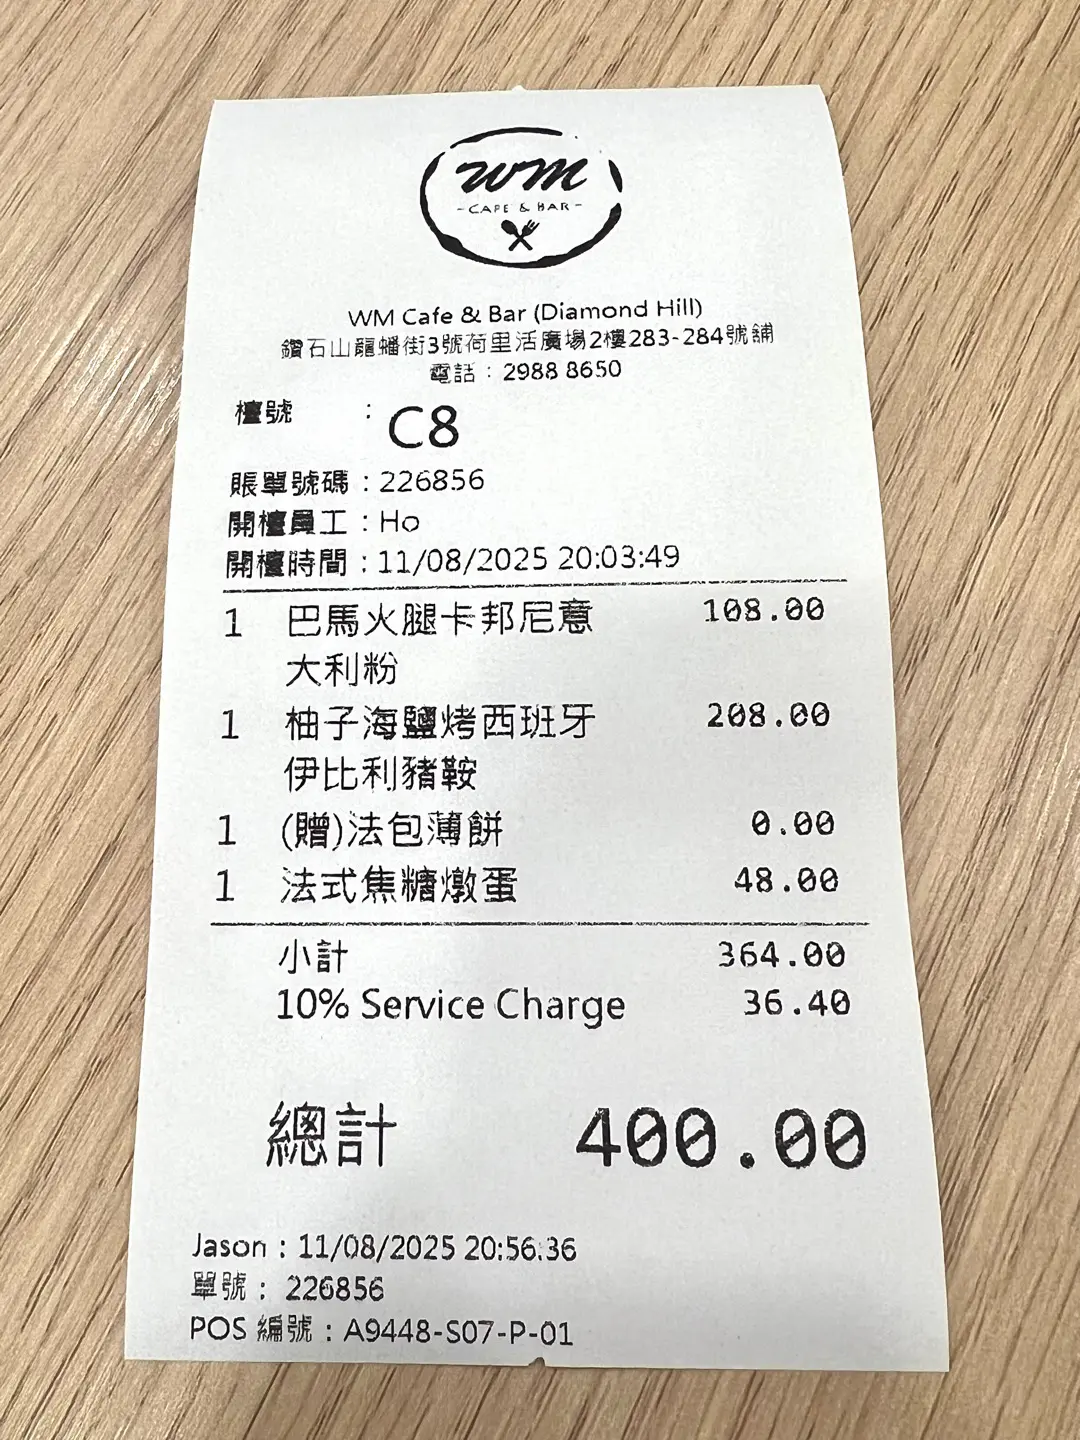 WM
- CAFE & BAR -
WM Cafe & Bar (Diamond Hill)
鑽石山龍蟠街3號荷里活廣場2樓283-284號舖
電話：2988 8650
檯號 : C8
賬單號碼 : 226856
開檯員工 : Ho
開檯時間 : 11/08/2025 20:03:49
1 巴馬火腿卡邦尼意 108.00
大利粉
1 柚子海鹽烤西班牙 208.00
伊比利豬鞍
1 (贈)法包薄餅 0.00
1 法式焦糖燉蛋 48.00
小計 364.00
10% Service Charge 36.40
總計 400.00
Jason : 11/08/2025 20:56:36
單號 : 226856
POS 編號 : A9448-S07-P-01